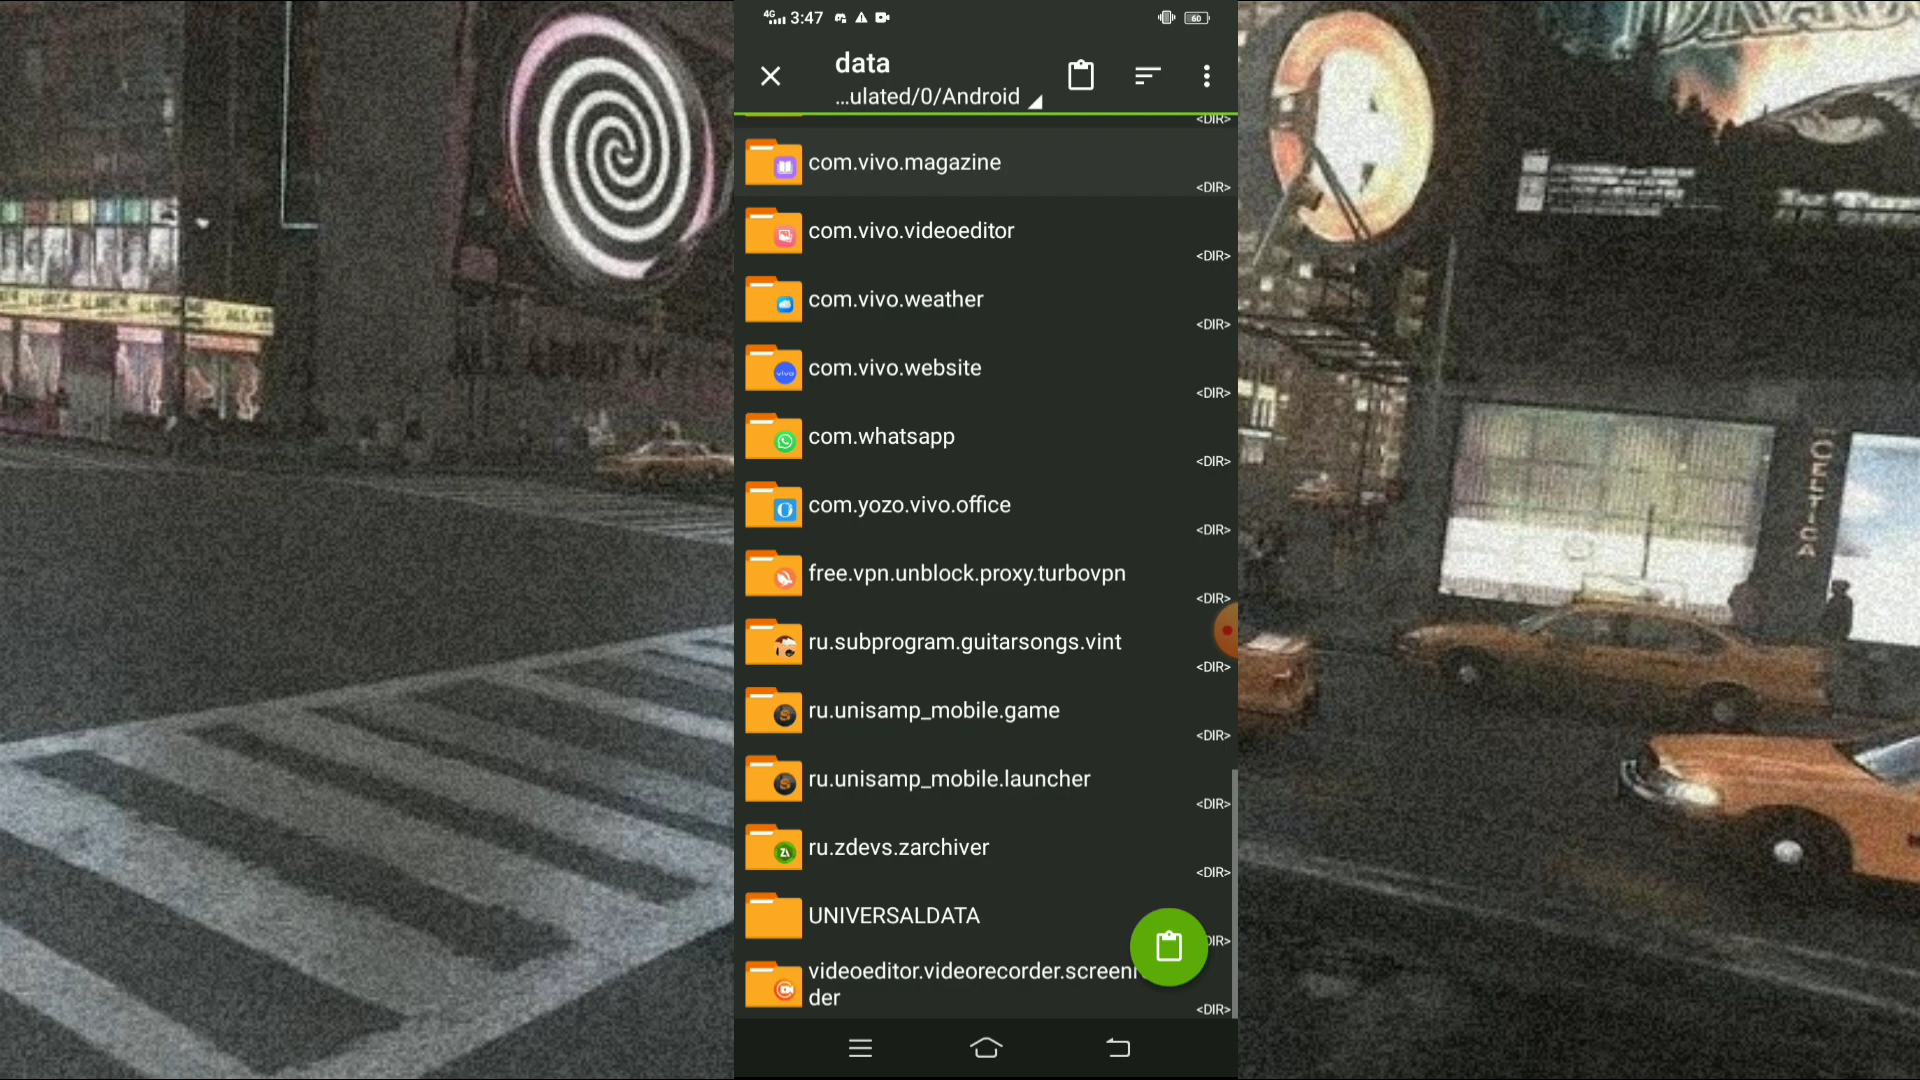 4G 3:47
60
data
...ulated/0/Android
<DIR>
com.vivo.magazine
<DIR>
com.vivo.videoeditor
<DIR>
com.vivo.weather
<DIR>
com.vivo.website
<DIR>
com.whatsapp
<DIR>
com.yozo.vivo.office
<DIR>
free.vpn.unblock.proxy.turbovpn
<DIR>
ru.subprogram.guitarsongs.vint
<DIR>
ru.unisamp_mobile.game
<DIR>
ru.unisamp_mobile.launcher
<DIR>
ru.zdevs.zarchiver
<DIR>
UNIVERSALDATA
DIR>
videoeditor.videorecorder.screen
der
<DIR>